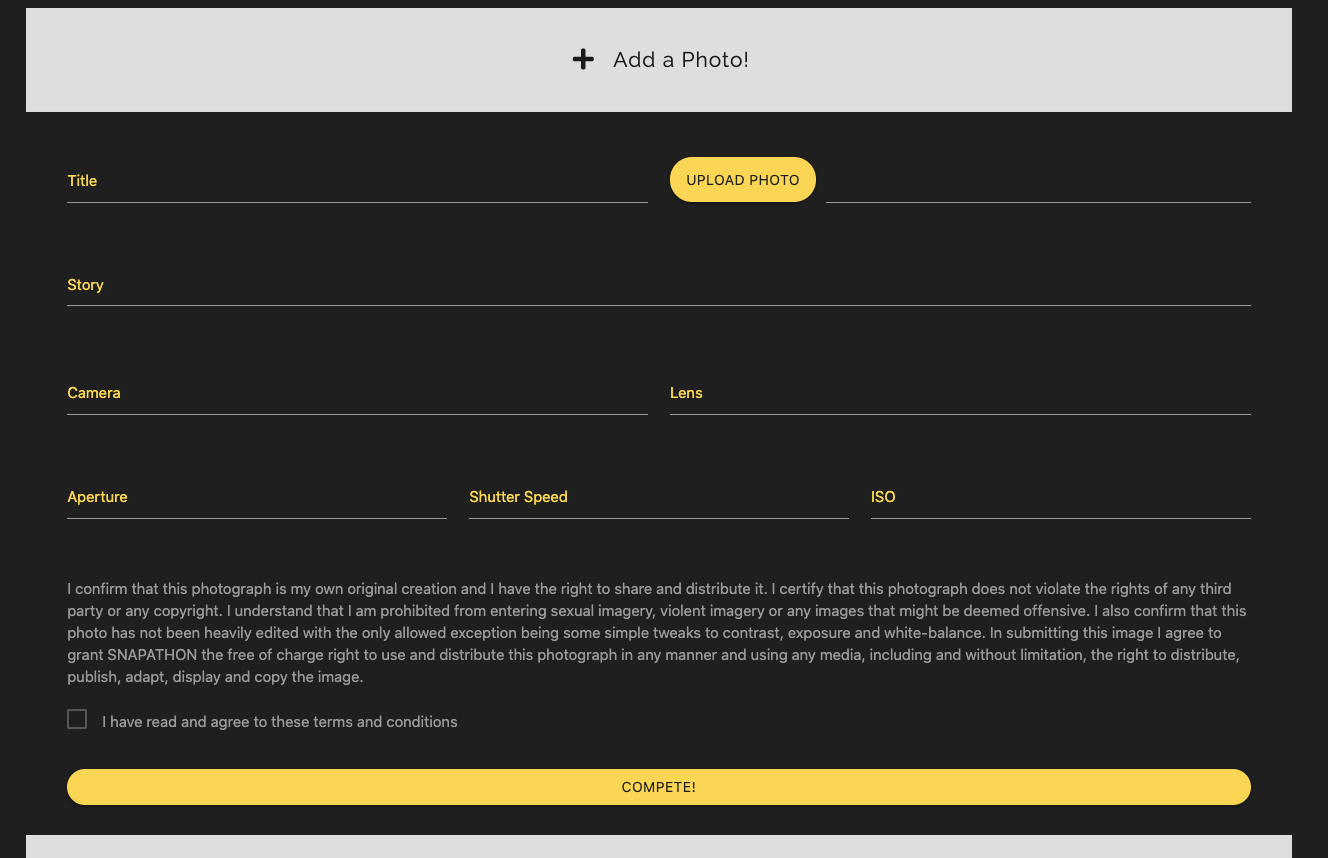 Add a Photo!
Title
UPLOAD PHOTO
Story
Camera
Lens
Aperture
Shutter Speed
ISO
I confirm that this photograph is my own original creation and I have the right to share and distribute it. I certify that this photograph does not violate the rights of any third
party or any copyright. I understand that I am prohibited from entering sexual imagery, violent imagery or any images that might be deemed offensive. I also confirm that this
photo has not been heavily edited with the only allowed exception being some simple tweaks to contrast, exposure and white-balance. In submitting this image I agree to
grant SNAPATHON the free of charge right to use and distribute this photograph in any manner and using any media, including and without limitation, the right to distribute,
publish, adapt, display and copy the image.
I have read and agree to these terms and conditions
COMPETE!